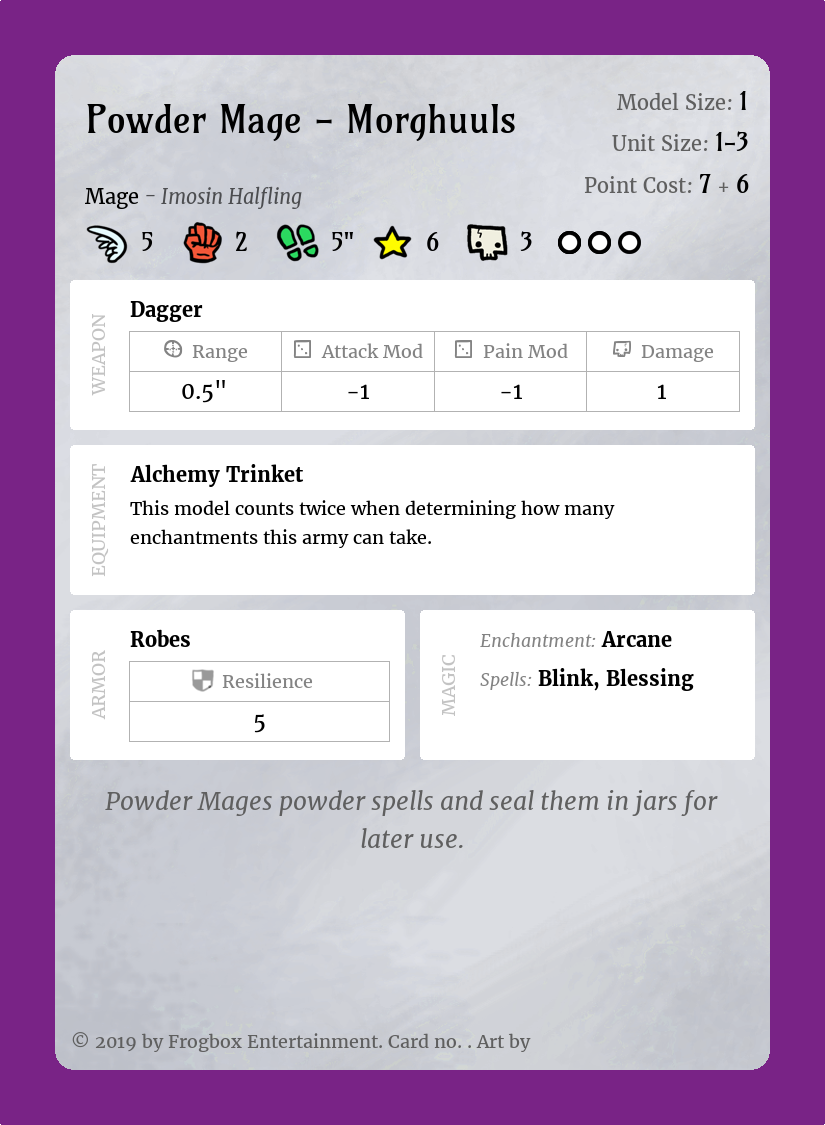 Powder Mage – Morghuuls
Model Size: 1
Unit Size: 1–3
Point Cost: 7 + 6
Mage – Imosin Halfling
5 2 5" 6 3
WEAPON
Dagger
Range Attack Mod Pain Mod Damage
0.5" -1 -1 1
EQUIPMENT
Alchemy Trinket
This model counts twice when determining how many
enchantments this army can take.
ARMOR
Robes
Resilience
5
MAGIC
Enchantment: Arcane
Spells: Blink, Blessing
Powder Mages powder spells and seal them in jars for
later use.
© 2019 by Frogbox Entertainment. Card no. . Art by